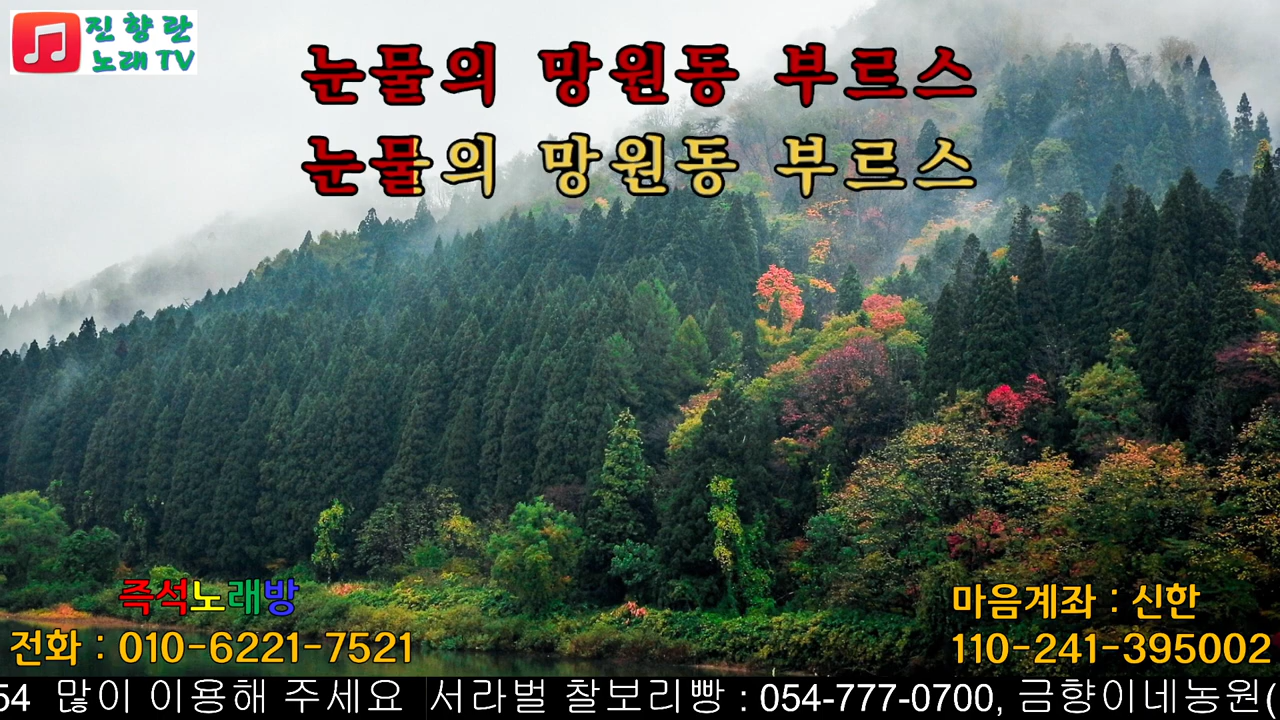 진향란
노래 TV
눈물의 망원동 부르스
눈물의 망원동 부르스
즉석노래방
전화 : 010-6221-7521
마음계좌 : 신한
110-241-395002
54 많이 이용해 주세요 서라벌 찰보리빵 : 054-777-0700, 금향이네농원(